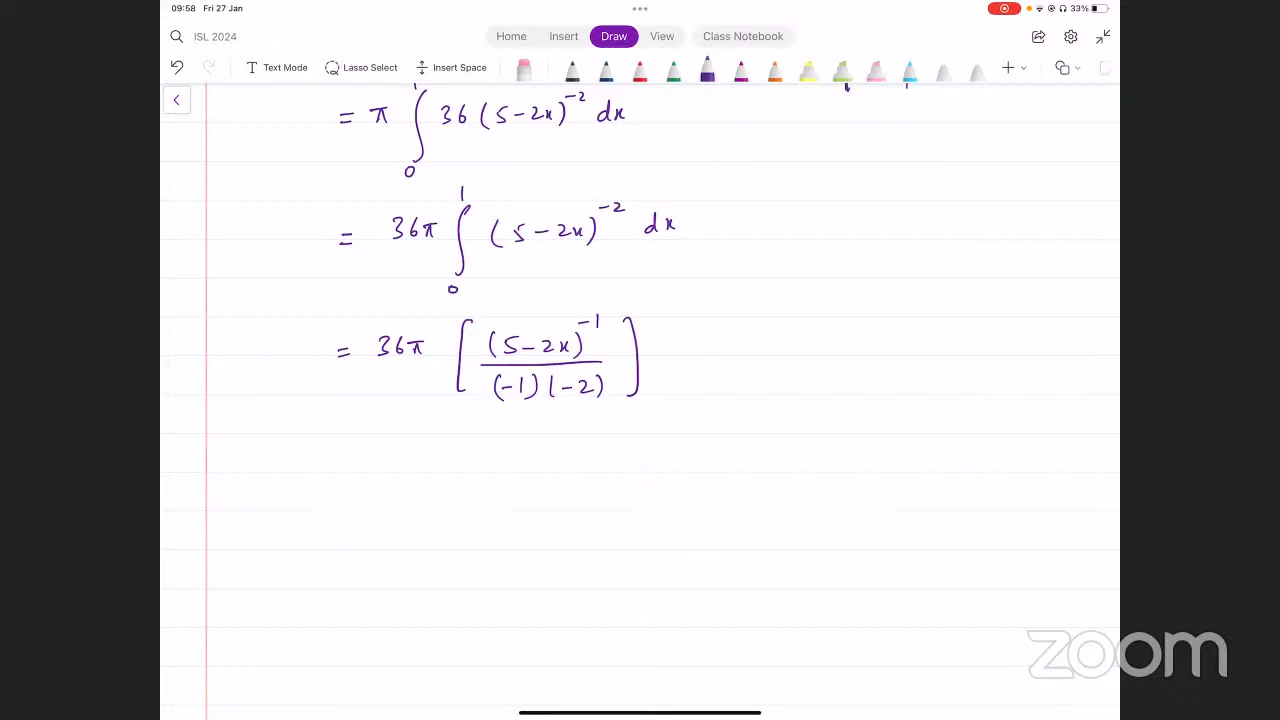 09:58 Fri 27 Jan 33%
ISL 2024 Home Insert Draw View Class Notebook
Text Mode Lasso Select Insert Space
= π ∫₀¹ 36 (5-2x)⁻² dx
= 36π ∫₀¹ (5-2x)⁻² dx
= 36π [ (5-2x)⁻¹ / (-1)(-2) ]
zoom